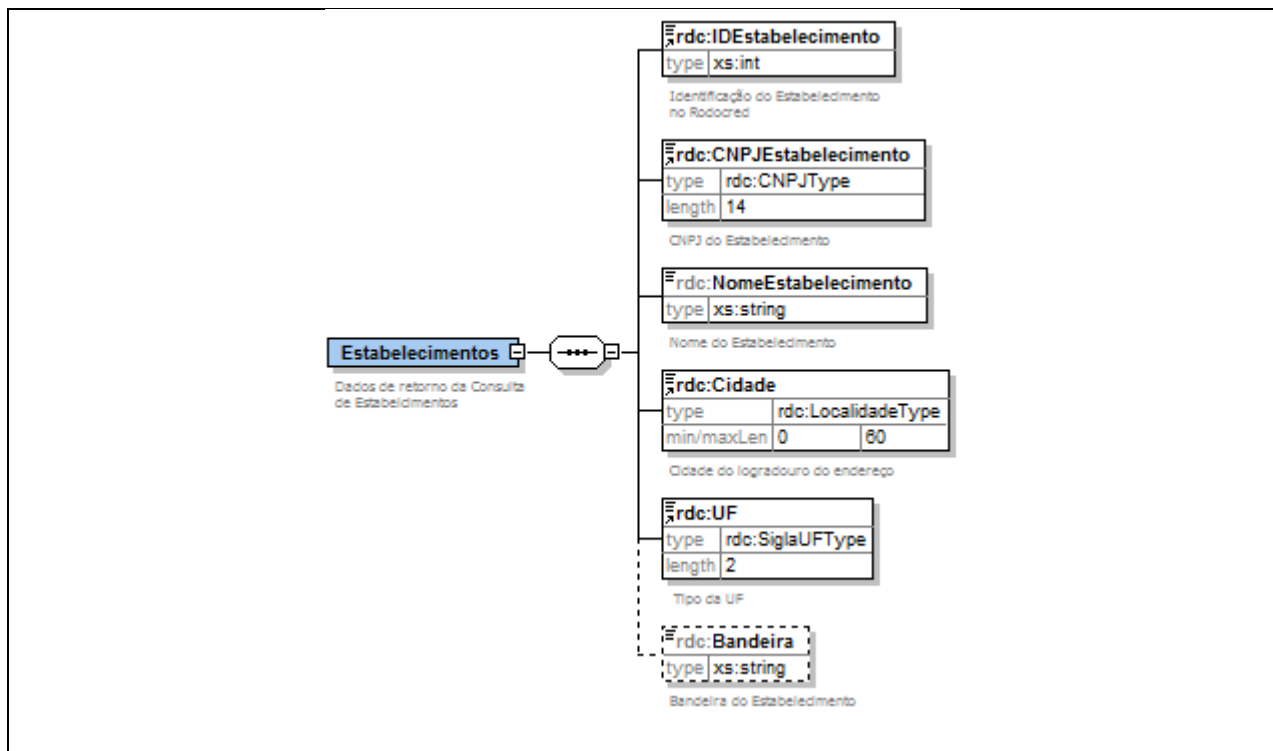 rdc:IDEstabelecimento
type xs:int
Identificação do Estabelecimento
no Rodocred
rdc:CNPJEstabelecimento
type rdc:CNPJType
length 14
CNPJ do Estabelecimento
rdc:NomeEstabelecimento
type xs:string
Nome do Estabelecimento
Estabelecimentos
Dados de retorno da Consulta
de Estabelcimentos
rdc:Cidade
type rdc:LocalidadeType
min/maxLen 0 60
Cidade do logradouro do endereço
rdc:UF
type rdc:SiglaUFType
length 2
Tipo da UF
rdc:Bandeira
type xs:string
Bandeira do Estabelecimento